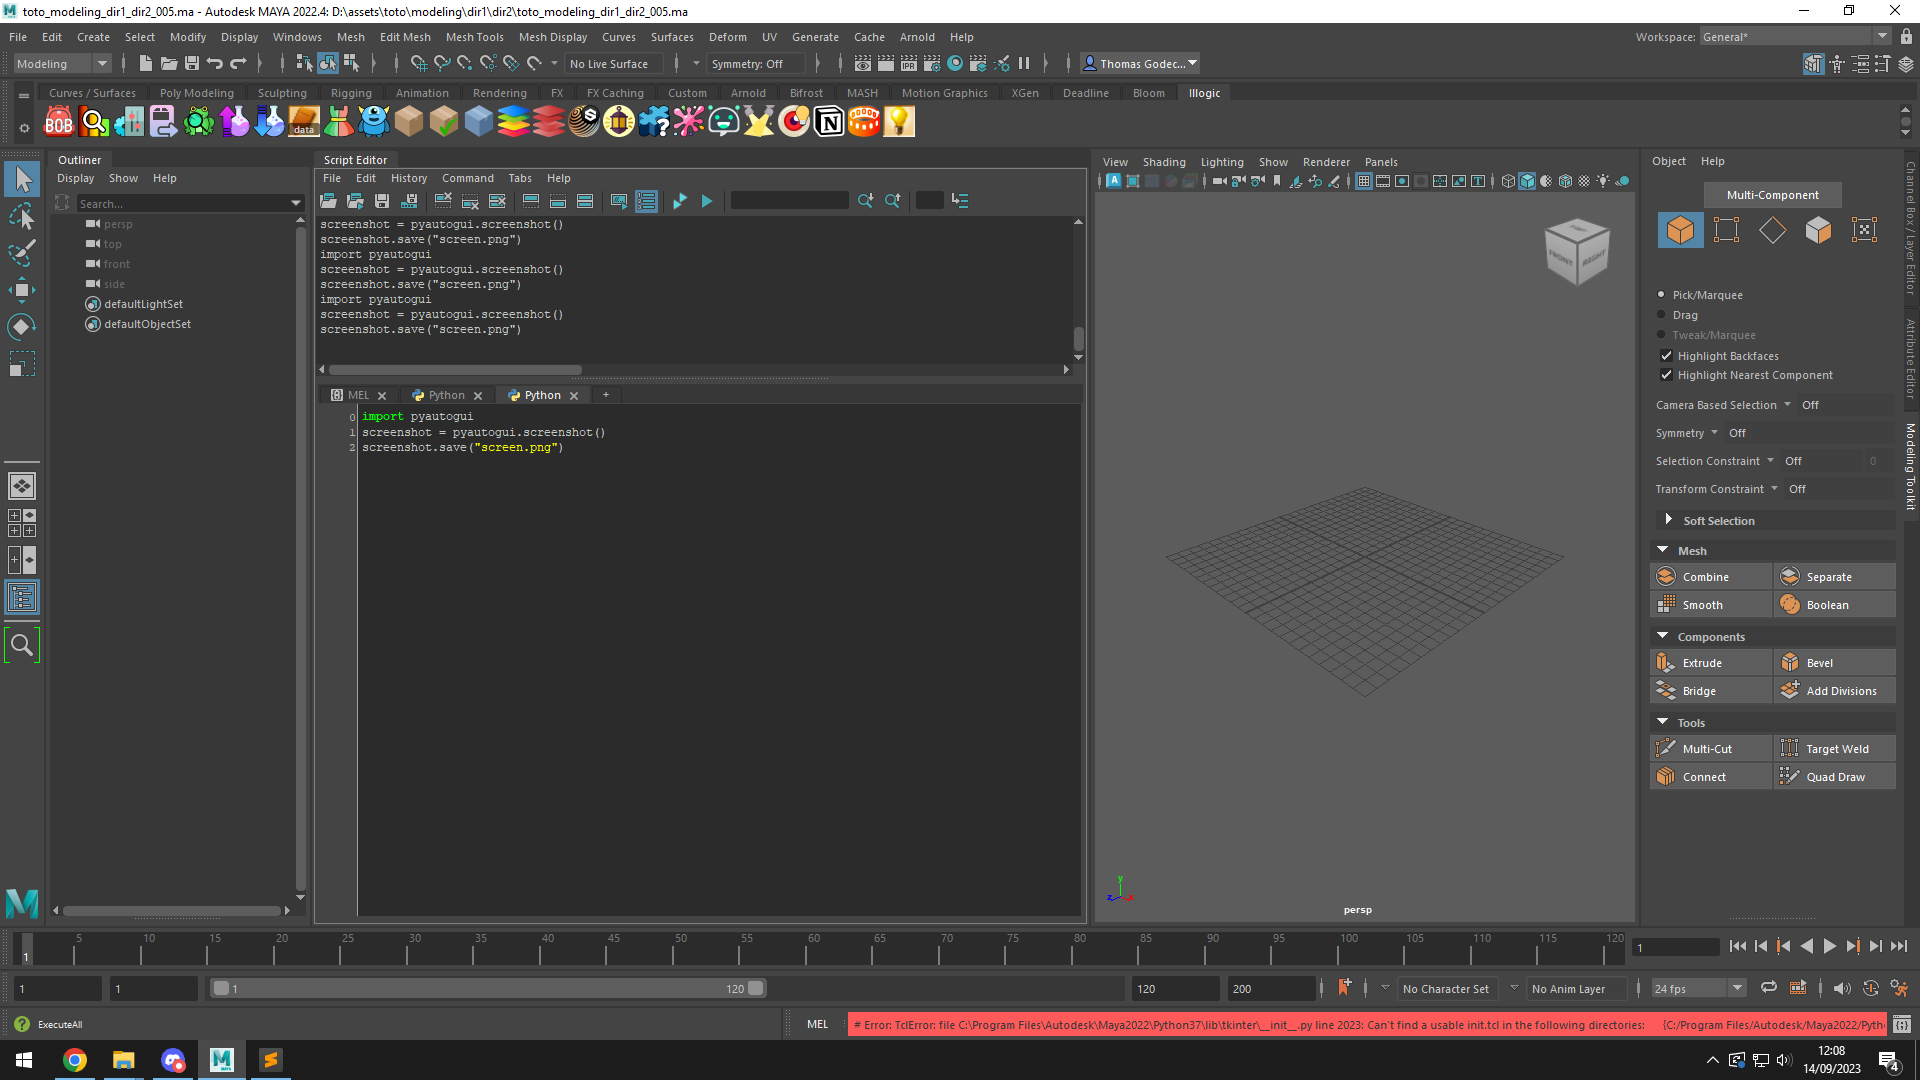 toto_modeling_dir1_dir2_005.ma - Autodesk MAYA 2022.4: D:\assets\toto\modeling\dir1\dir2\toto_modeling_dir1_dir2_005.ma
File Edit Create Select Modify Display Windows Mesh Edit Mesh Mesh Tools Mesh Display Curves Surfaces Deform UV Generate Cache Arnold Help
Workspace: General*
Modeling
No Live Surface
Symmetry: Off
Thomas Godec...
Curves / Surfaces Poly Modeling Sculpting Rigging Animation Rendering FX FX Caching Custom Arnold Bifrost MASH Motion Graphics XGen Deadline Bloom Illogic
BOB
data
IPR
Outliner
Display Show Help
Search...
persp
top
front
side
defaultLightSet
defaultObjectSet
Script Editor
File Edit History Command Tabs Help
screenshot = pyautogui.screenshot()
screenshot.save("screen.png")
import pyautogui
screenshot = pyautogui.screenshot()
screenshot.save("screen.png")
import pyautogui
screenshot = pyautogui.screenshot()
screenshot.save("screen.png")
MEL
Python
Python
+
0 import pyautogui
1 screenshot = pyautogui.screenshot()
2 screenshot.save("screen.png")
View Shading Lighting Show Renderer Panels
FRONT
RIGHT
y
z
x
persp
Object Help
Multi-Component
Pick/Marquee
Drag
Tweak/Marquee
Highlight Backfaces
Highlight Nearest Component
Camera Based Selection Off
Symmetry Off
Selection Constraint Off 0
Transform Constraint Off
Soft Selection
Mesh
Combine Separate
Smooth Boolean
Components
Extrude Bevel
Bridge Add Divisions
Tools
Multi-Cut Target Weld
Connect Quad Draw
Channel Box / Layer Editor
Attribute Editor
Modeling Toolkit
1 5 10 15 20 25 30 35 40 45 50 55 60 65 70 75 80 85 90 95 100 105 110 115 120
1
1
1
1 120
120
200
No Character Set
No Anim Layer
24 fps
ExecuteAll
MEL
# Error: TclError: file C:\Program Files\Autodesk\Maya2022\Python37\lib\tkinter\__init__.py line 2023: Can't find a usable init.tcl in the following directories: {C:/Program Files/Autodesk/Maya2022/Pyth
12:08
14/09/2023
4